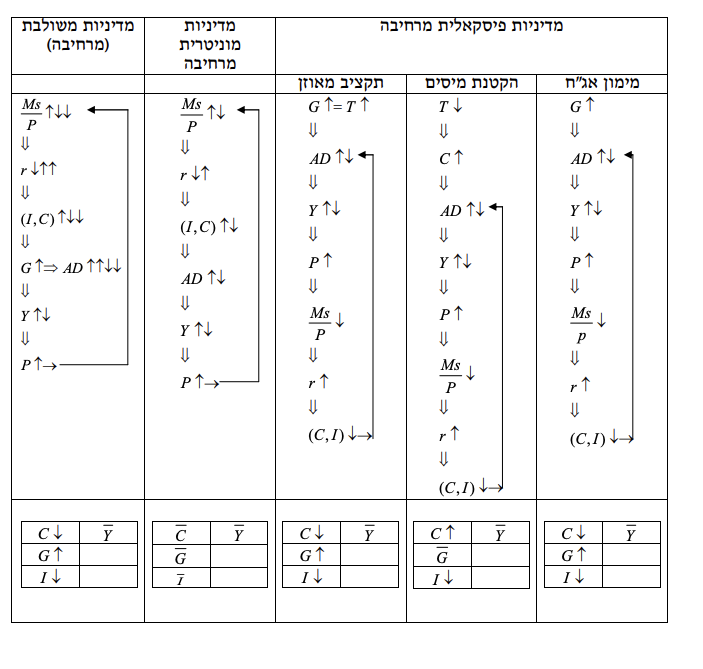 מדיניות פיסקאלית מרחיבה
מדיניות מוניטרית מרחיבה
מדיניות משולבת (מרחיבה)
מימון אג"ח
G ↑
⇓
AD ↑↓
⇓
Y ↑↓
⇓
P ↑
⇓
Ms/p ↓
⇓
r ↑
⇓
(C,I) ↓→
C ↓ Y̅
G ↑
I ↓
הקטנת מיסים
T ↓
⇓
C ↑
⇓
AD ↑↓
⇓
Y ↑↓
⇓
P ↑
⇓
Ms/P ↓
⇓
r ↑
⇓
(C,I) ↓→
C ↑ Y̅
G̅
I ↓
תקציב מאוזן
G ↑= T ↑
⇓
AD ↑↓
⇓
Y ↑↓
⇓
P ↑
⇓
Ms/P ↓
⇓
r ↑
⇓
(C,I) ↓→
C ↓ Y̅
G ↑
I ↓
Ms/P ↑↓
⇓
r ↓↑
⇓
(I,C) ↑↓
⇓
AD ↑↓
⇓
Y ↑↓
⇓
P ↑→
C̅ Y̅
G̅
I̅
Ms/P ↑↓↓
⇓
r ↓↑↑
⇓
(I,C) ↑↓↓
⇓
G ↑⇒ AD ↑↑↓↓
⇓
Y ↑↓
⇓
P ↑→
C ↓ Y̅
G ↑
I ↓